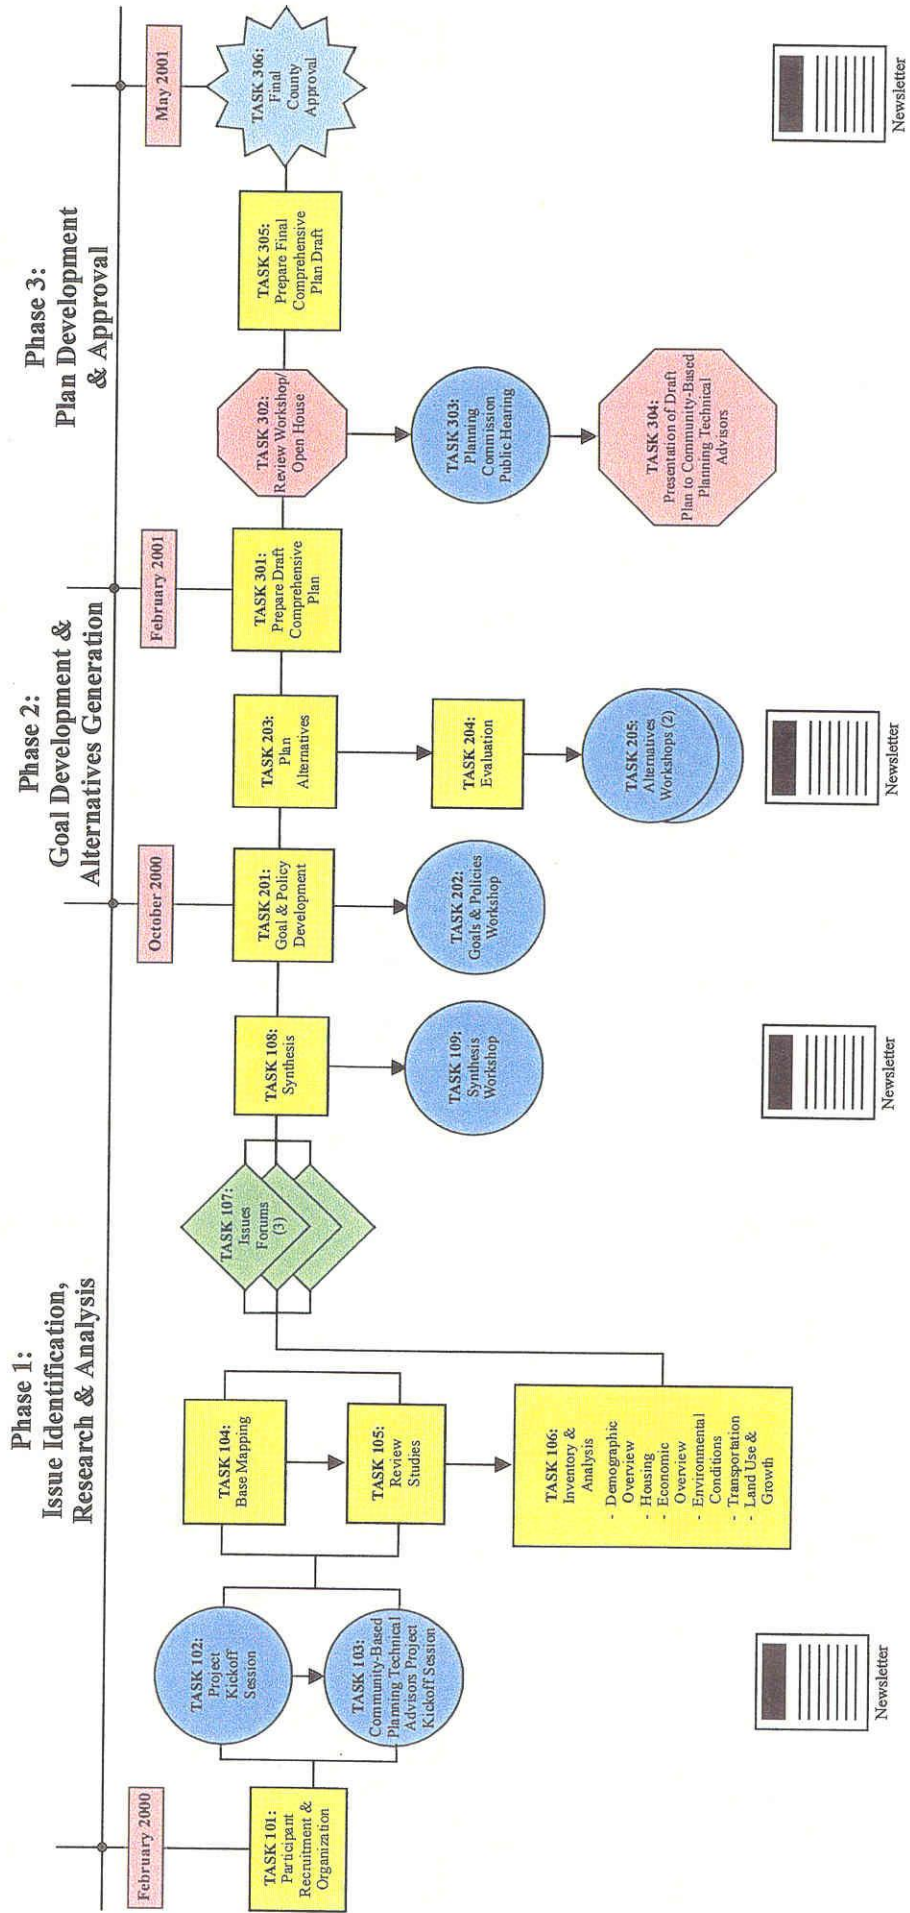 Phase 1:
Issue Identification,
Research & Analysis
Phase 2:
Goal Development &
Alternatives Generation
Phase 3:
Plan Development
& Approval
February 2000
October 2000
February 2001
May 2001
TASK 101:
Participant
Recruitment &
Organization
TASK 102:
Project
Kickoff
Session
TASK 103:
Community-Based
Planning Technical
Advisors Project
Kickoff Session
TASK 104:
Base Mapping
TASK 105:
Review
Studies
TASK 106:
Inventory &
Analysis
- Demographic
Overview
- Housing
- Economic
Overview
- Environmental
Conditions
- Transportation
- Land Use &
Growth
TASK 107:
Issues
Forums
(3)
TASK 108:
Synthesis
TASK 109:
Synthesis
Workshop
TASK 201:
Goal & Policy
Development
TASK 202:
Goals & Policies
Workshop
TASK 203:
Plan
Alternatives
TASK 204:
Evaluation
TASK 205:
Alternatives
Workshops (2)
TASK 301:
Prepare Draft
Comprehensive
Plan
TASK 302:
Review Workshop/
Open House
TASK 303:
Planning
Commission
Public Hearing
TASK 304:
Presentation of Draft
Plan to Community-Based
Planning Technical
Advisors
TASK 305:
Prepare Final
Comprehensive
Plan Draft
TASK 306:
Final
County
Approval
Newsletter
Newsletter
Newsletter
Newsletter